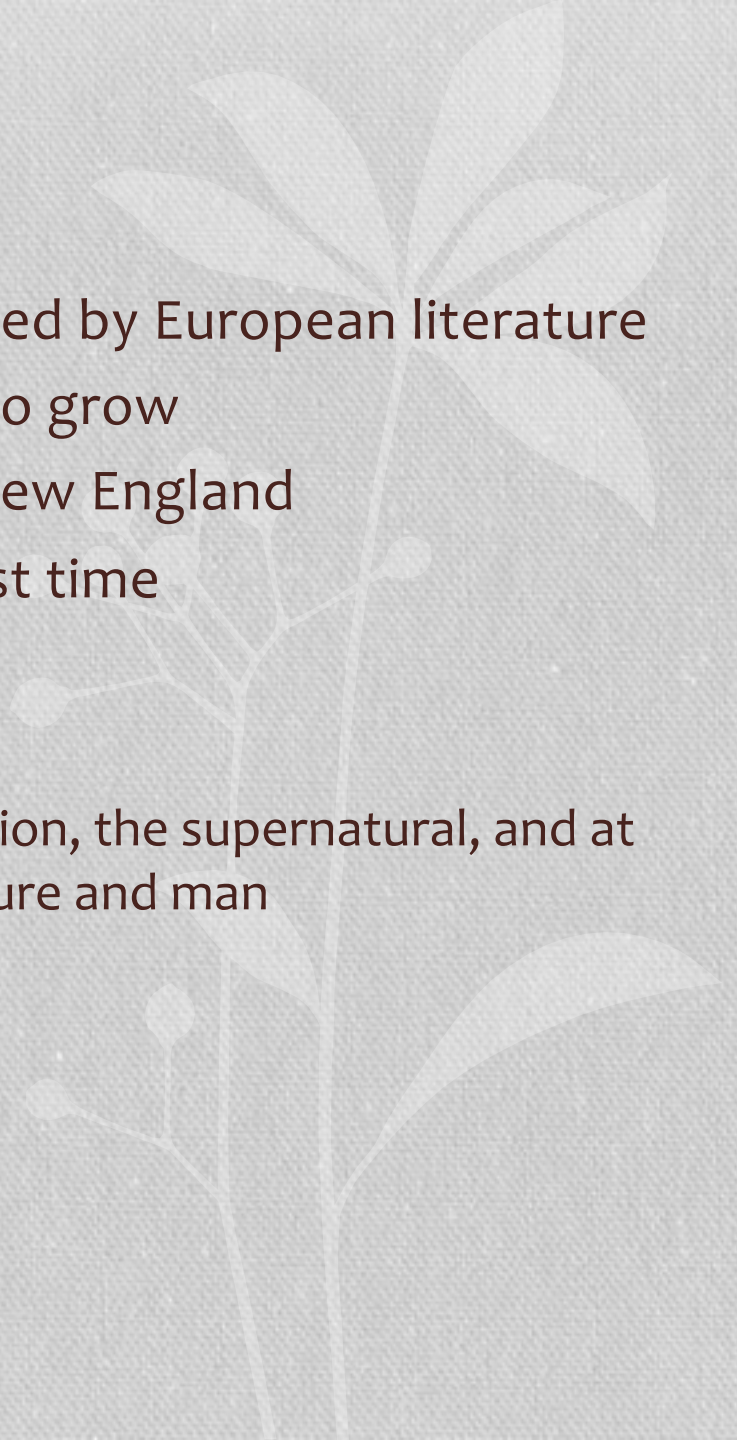 ed by European literature
o grow
ew England
st time
ion, the supernatural, and at
ure and man